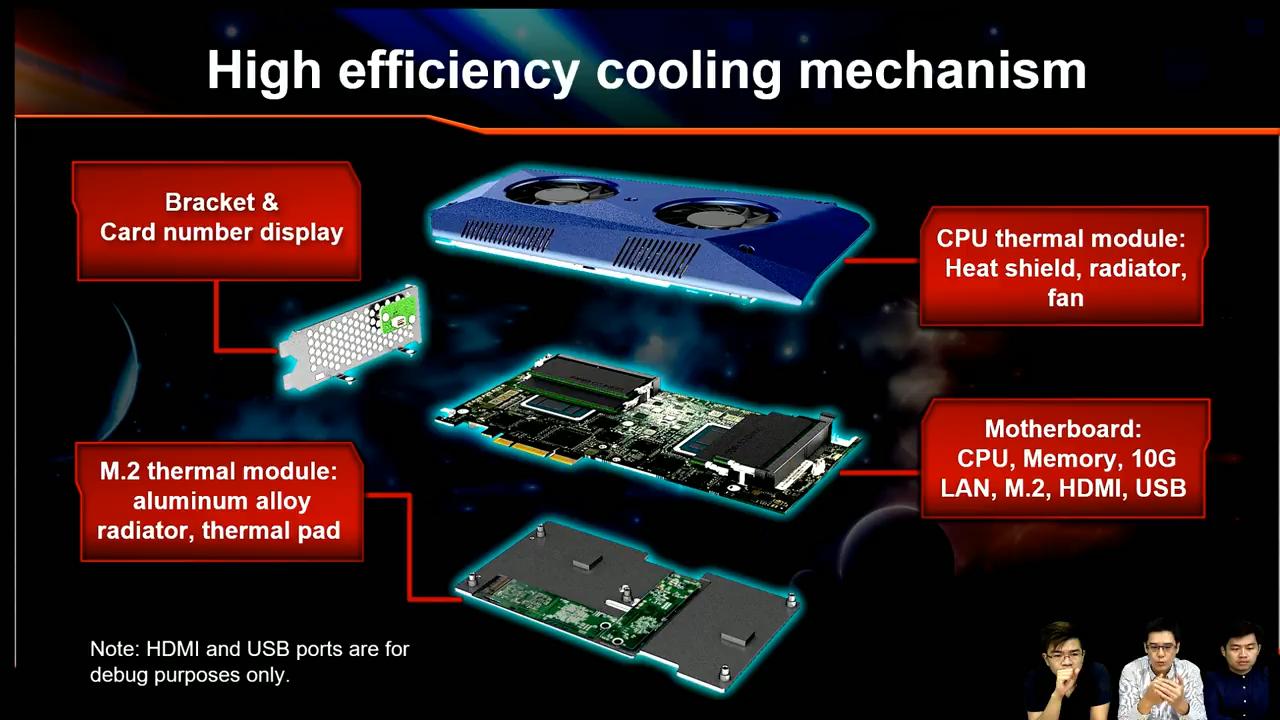 High efficiency cooling mechanism
Bracket &
Card number display
CPU thermal module:
Heat shield, radiator,
fan
M.2 thermal module:
aluminum alloy
radiator, thermal pad
Motherboard:
CPU, Memory, 10G
LAN, M.2, HDMI, USB
Note: HDMI and USB ports are for
debug purposes only.